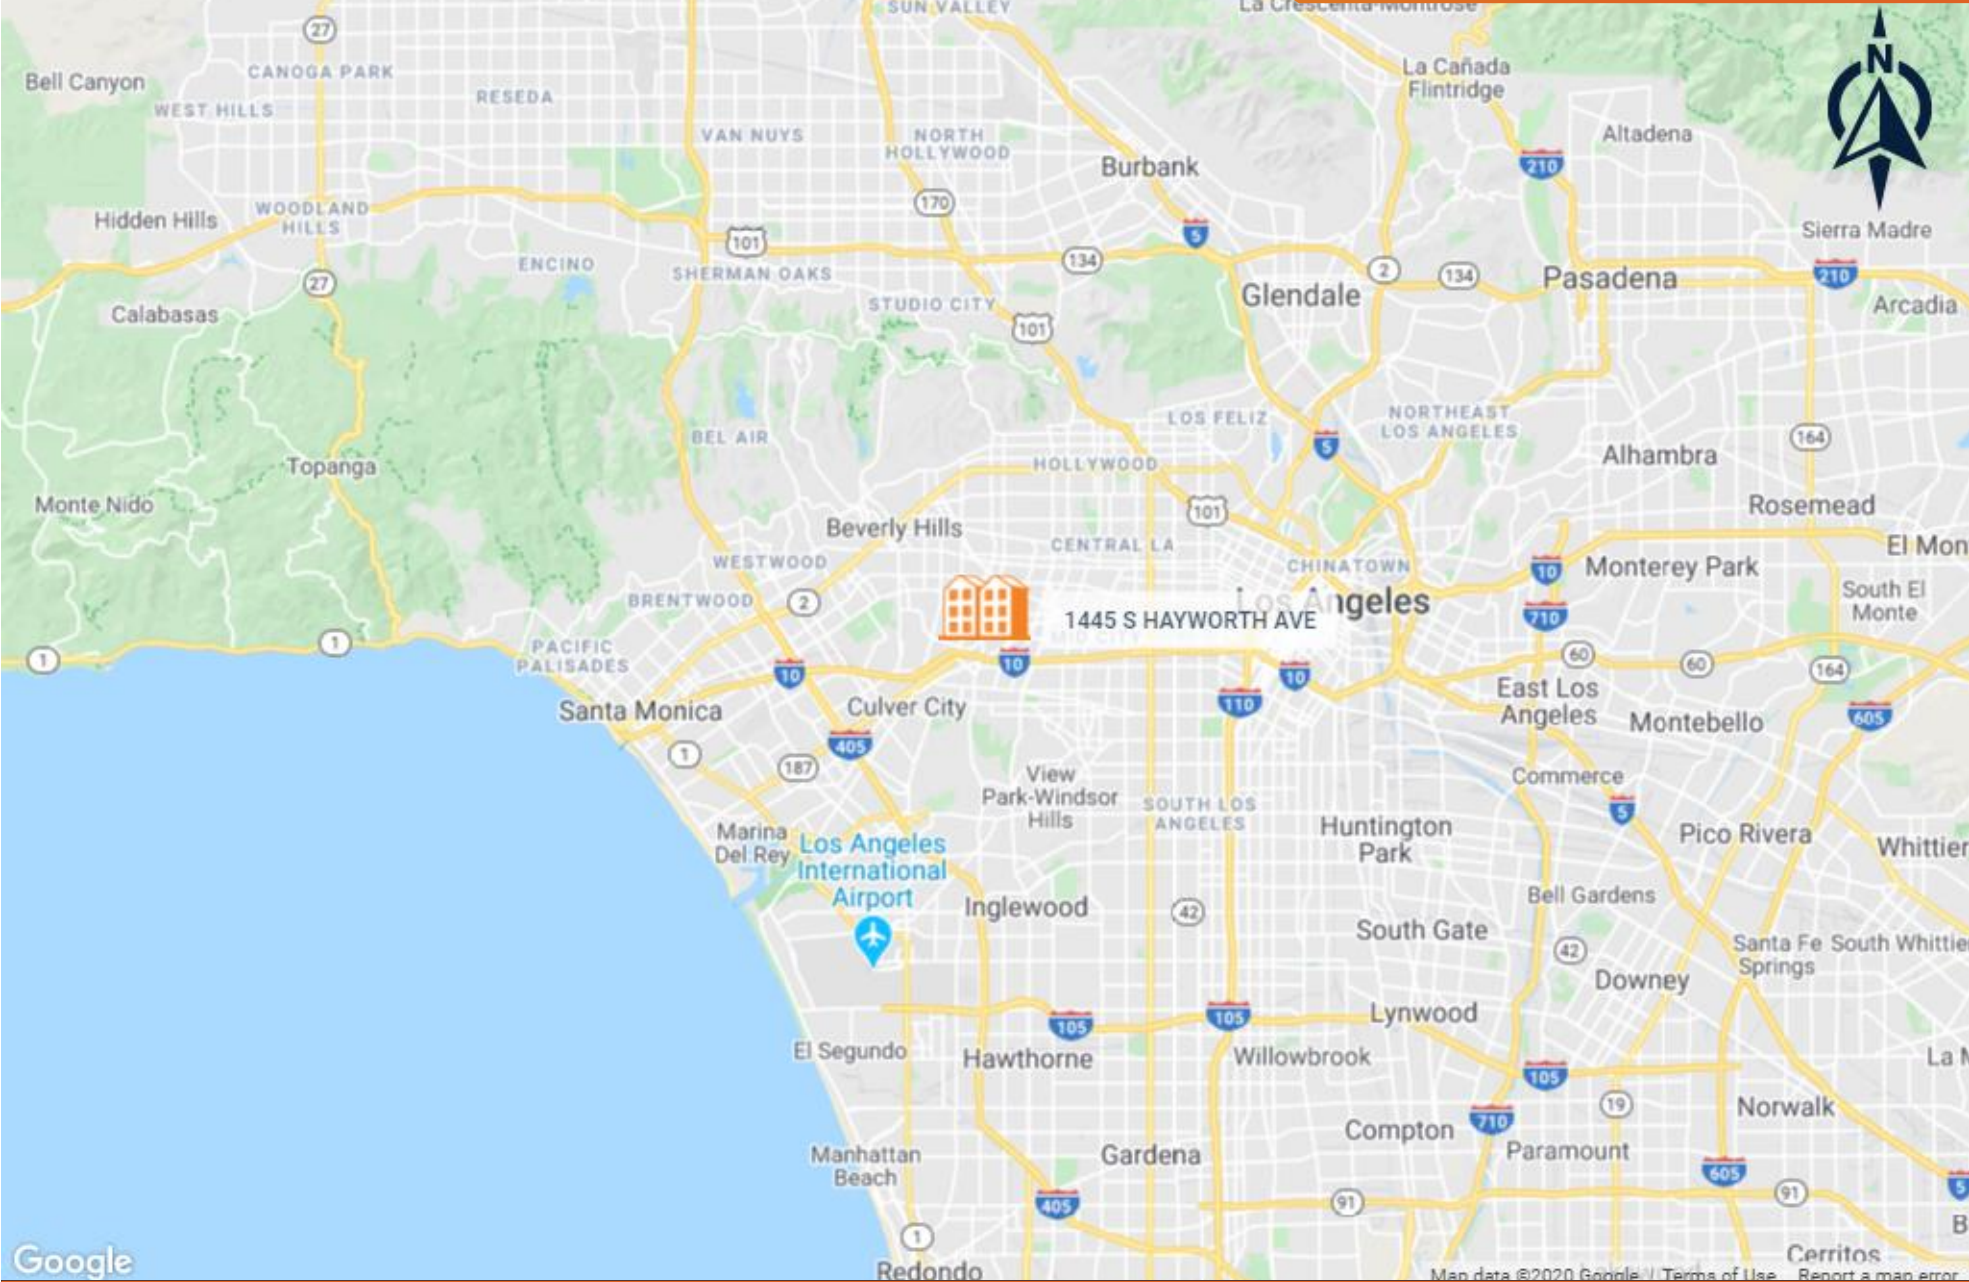 SUN VALLEY
La Crescenta-Montrose
27
N
Bell Canyon
CANOGA PARK
WEST HILLS
RESEDA
VAN NUYS
NORTH
HOLLYWOOD
Burbank
La Cañada
Flintridge
210
Altadena
Hidden Hills
WOODLAND
HILLS
170
5
Sierra Madre
101
134
ENCINO
SHERMAN OAKS
2
134
Pasadena
210
27
Calabasas
STUDIO CITY
101
Glendale
Arcadia
LOS FELIZ
NORTHEAST
LOS ANGELES
BEL AIR
5
164
Topanga
HOLLYWOOD
Alhambra
Monte Nido
101
Rosemead
Beverly Hills
CENTRAL LA
El Mon
WESTWOOD
CHINATOWN
10
Monterey Park
BRENTWOOD
2
Los Angeles
710
South El
Monte
1445 S HAYWORTH AVE
MID CITY
1
1
PACIFIC
PALISADES
10
10
10
60
60
164
Santa Monica
Culver City
110
East Los
Angeles
Montebello
605
1
187
405
View
Park-Windsor
Hills
SOUTH LOS
ANGELES
Commerce
5
Marina
Del Rey
Los Angeles
International
Airport
Huntington
Park
Pico Rivera
Whittier
Inglewood
42
Bell Gardens
South Gate
42
Santa Fe
Springs
South Whittie
Downey
105
105
Lynwood
El Segundo
Hawthorne
Willowbrook
La M
105
19
Norwalk
Compton
710
Manhattan
Beach
Gardena
Paramount
605
405
91
91
5
1
B
Google
Redondo
Cerritos
Map data ©2020 Google
Terms of Use
Report a map error